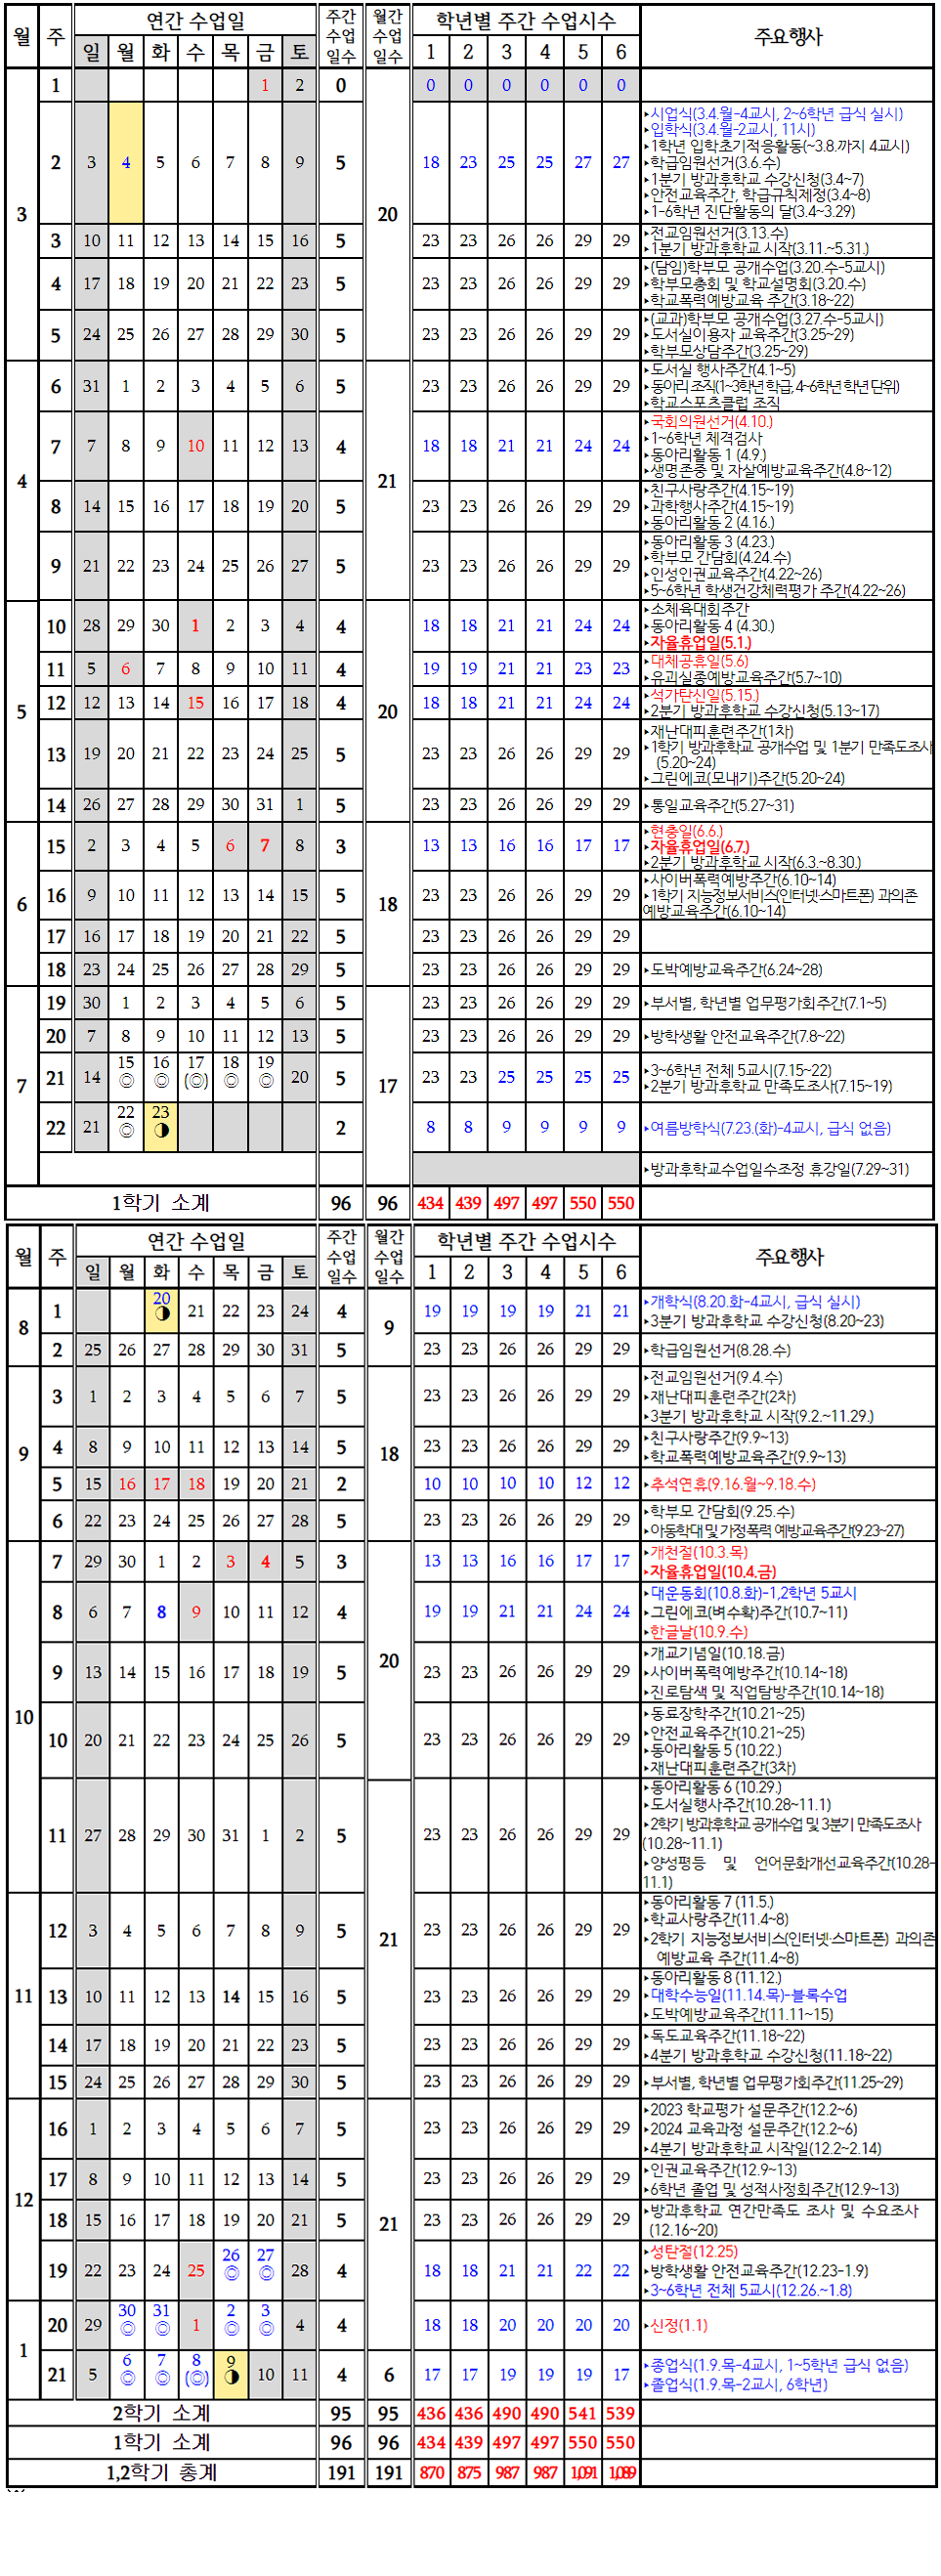 월 주 연간 수업일 주간 수업 일수 월간 수업 일수 학년별 주간 수업시수 주요행사
일 월 화 수 목 금 토 1 2 3 4 5 6
3
1 1 2 0 20 0 0 0 0 0 0
2 3 4 5 6 7 8 9 5 18 23 25 25 27 27
‣시업식(3.4.월-4교시, 2~6학년 급식 실시)
‣입학식(3.4.월-2교시, 11시)
‣1학년 입학초기적응활동(~3.8.까지 4교시)
‣학급임원선거(3.6.수)
‣1분기 방과후학교 수강신청(3.4~7)
‣안전교육주간, 학급규칙제정(3.4~8)
‣1-6학년 진단활동의 달(3.4~3.29)
3 10 11 12 13 14 15 16 5 23 23 26 26 29 29
‣전교임원선거(3.13.수)
‣1분기 방과후학교 시작(3.11.~5.31.)
4 17 18 19 20 21 22 23 5 23 23 26 26 29 29
‣(담임)학부모 공개수업(3.20.수-5교시)
‣학부모총회 및 학교설명회(3.20.수)
‣학교폭력예방교육 주간(3.18~22)
5 24 25 26 27 28 29 30 5 23 23 26 26 29 29
‣(교과)학부모 공개수업(3.27.수-5교시)
‣도서실이용자 교육주간(3.25~29)
‣학부모상담주간(3.25~29)
4
6 31 1 2 3 4 5 6 5 21 23 23 26 26 29 29
‣도서실 행사주간(4.1~5)
‣동아리 조직(1~3학년 학급, 4~6학년 학년 단위)
‣학교스포츠클럽 조직
7 7 8 9 10 11 12 13 4 18 18 21 21 24 24
‣국회의원선거(4.10.)
‣1~6학년 체격검사
‣동아리활동 1 (4.9.)
‣생명존중 및 자살예방교육주간(4.8~12)
8 14 15 16 17 18 19 20 5 23 23 26 26 29 29
‣친구사랑주간(4.15~19)
‣과학행사주간(4.15~19)
‣동아리활동 2 (4.16.)
9 21 22 23 24 25 26 27 5 23 23 26 26 29 29
‣동아리활동 3 (4.23.)
‣학부모 간담회(4.24.수)
‣인성인권교육주간(4.22~26)
‣5~6학년 학생건강체력평가 주간(4.22~26)
5
10 28 29 30 1 2 3 4 4 20 18 18 21 21 24 24
‣소체육대회주간
‣동아리활동 4 (4.30.)
‣자율휴업일(5.1.)
11 5 6 7 8 9 10 11 4 19 19 21 21 23 23
‣대체공휴일(5.6)
‣유괴실종예방교육주간(5.7~10)
12 12 13 14 15 16 17 18 4 18 18 21 21 24 24
‣석가탄신일(5.15.)
‣2분기 방과후학교 수강신청(5.13~17)
13 19 20 21 22 23 24 25 5 23 23 26 26 29 29
‣재난대피훈련주간(1차)
‣1학기 방과후학교 공개수업 및 1분기 만족도조사
(5.20~24)
‣그린에코(모내기)주간(5.20~24)
14 26 27 28 29 30 31 1 5 23 23 26 26 29 29
‣통일교육주간(5.27~31)
6
15 2 3 4 5 6 7 8 3 18 13 13 16 16 17 17
‣현충일(6.6.)
‣자율휴업일(6.7.)
‣2분기 방과후학교 시작(6.3.~8.30.)
16 9 10 11 12 13 14 15 5 23 23 26 26 29 29
‣사이버폭력예방주간(6.10~14)
‣1학기 지능정보서비스(인터넷·스마트폰) 과의존
예방교육주간(6.10~14)
17 16 17 18 19 20 21 22 5 23 23 26 26 29 29
18 23 24 25 26 27 28 29 5 23 23 26 26 29 29
‣도박예방교육주간(6.24~28)
7
19 30 1 2 3 4 5 6 5 17 23 23 26 26 29 29
‣부서별, 학년별 업무평가회주간(7.1~5)
20 7 8 9 10 11 12 13 5 23 23 26 26 29 29
‣방학생활 안전교육주간(7.8~22)
21 14 15 ◎ 16 ◎ 17 (◎) 18 ◎ 19 ◎ 20 5 23 23 25 25 25 25
‣3~6학년 전체 5교시(7.15~22)
‣2분기 방과후학교 만족도조사(7.15~19)
22 21 22 ◎ 23 ◑ 2 8 8 9 9 9 9
‣여름방학식(7.23.(화)-4교시, 급식 없음)
‣방과후학교수업일수조정 휴강일(7.29~31)
1학기 소계 96 96 434 439 497 497 550 550
월 주 연간 수업일 주간 수업 일수 월간 수업 일수 학년별 주간 수업시수 주요행사
일 월 화 수 목 금 토 1 2 3 4 5 6
8
1 20 ◑ 21 22 23 24 4 9 19 19 19 19 21 21
‣개학식(8.20.화-4교시, 급식 실시)
‣3분기 방과후학교 수강신청(8.20~23)
2 25 26 27 28 29 30 31 5 23 23 26 26 29 29
‣학급임원선거(8.28.수)
9
3 1 2 3 4 5 6 7 5 18 23 23 26 26 29 29
‣전교임원선거(9.4.수)
‣재난대피훈련주간(2차)
‣3분기 방과후학교 시작(9.2.~11.29.)
4 8 9 10 11 12 13 14 5 23 23 26 26 29 29
‣친구사랑주간(9.9~13)
‣학교폭력예방교육주간(9.9~13)
5 15 16 17 18 19 20 21 2 10 10 10 10 12 12
‣추석연휴(9.16.월~9.18.수)
6 22 23 24 25 26 27 28 5 23 23 26 26 29 29
‣학부모 간담회(9.25.수)
‣아동학대 및 가정폭력 예방교육주간(9.23~27)
10
7 29 30 1 2 3 4 5 3 20 13 13 16 16 17 17
‣개천절(10.3.목)
‣자율휴업일(10.4.금)
8 6 7 8 9 10 11 12 4 19 19 21 21 24 24
‣대운동회(10.8.화)-1,2학년 5교시
‣그린에코(벼수확)주간(10.7~11)
‣한글날(10.9.수)
9 13 14 15 16 17 18 19 5 23 23 26 26 29 29
‣개교기념일(10.18.금)
‣사이버폭력예방주간(10.14~18)
‣진로탐색 및 직업탐방주간(10.14~18)
10 20 21 22 23 24 25 26 5 23 23 26 26 29 29
‣동료장학주간(10.21~25)
‣안전교육주간(10.21~25)
‣동아리활동 5 (10.22.)
‣재난대피훈련주간(3차)
11 27 28 29 30 31 1 2 5 21 23 23 26 26 29 29
‣동아리활동 6 (10.29.)
‣도서실행사주간(10.28~11.1)
‣2학기 방과후학교 공개수업 및 3분기 만족도조사
(10.28~11.1)
‣양성평등 및 언어문화개선교육주간(10.28-
11.1)
11
12 3 4 5 6 7 8 9 5 23 23 26 26 29 29
‣동아리활동 7 (11.5.)
‣학교사랑주간(11.4~8)
‣2학기 지능정보서비스(인터넷·스마트폰) 과의존
예방교육 주간(11.4~8)
13 10 11 12 13 14 15 16 5 23 23 26 26 29 29
‣동아리활동 8 (11.12.)
‣대학수능일(11.14.목)-블록수업
‣도박예방교육주간(11.11~15)
14 17 18 19 20 21 22 23 5 23 23 26 26 29 29
‣독도교육주간(11.18~22)
‣4분기 방과후학교 수강신청(11.18~22)
15 24 25 26 27 28 29 30 5 23 23 26 26 29 29
‣부서별, 학년별 업무평가회주간(11.25~29)
12
16 1 2 3 4 5 6 7 5 21 23 23 26 26 29 29
‣2023 학교평가 설문주간(12.2~6)
‣2024 교육과정 설문주간(12.2~6)
‣4분기 방과후학교 시작일(12.2~2.14)
17 8 9 10 11 12 13 14 5 23 23 26 26 29 29
‣인권교육주간(12.9~13)
‣6학년 졸업 및 성적사정회주간(12.9~13)
18 15 16 17 18 19 20 21 5 23 23 26 26 29 29
‣방과후학교 연간만족도 조사 및 수요조사
(12.16~20)
19 22 23 24 25 26 ◎ 27 ◎ 28 4 18 18 21 21 22 22
‣성탄절(12.25)
‣방학생활 안전교육주간(12.23-1.9)
‣3~6학년 전체 5교시(12.26.~1.8)
1
20 29 30 ◎ 31 ◎ 1 2 ◎ 3 ◎ 4 4 18 18 20 20 20 20
‣신정(1.1)
21 5 6 ◎ 7 ◎ 8 (◎) 9 ◑ 10 11 4 6 17 17 19 19 19 17
‣종업식(1.9.목-4교시, 1~5학년 급식 없음)
‣졸업식(1.9.목-2교시, 6학년)
2학기 소계 95 95 436 436 490 490 541 539
1학기 소계 96 96 434 439 497 497 550 550
1,2학기 총계 191 191 870 875 987 987 1,091 1,089